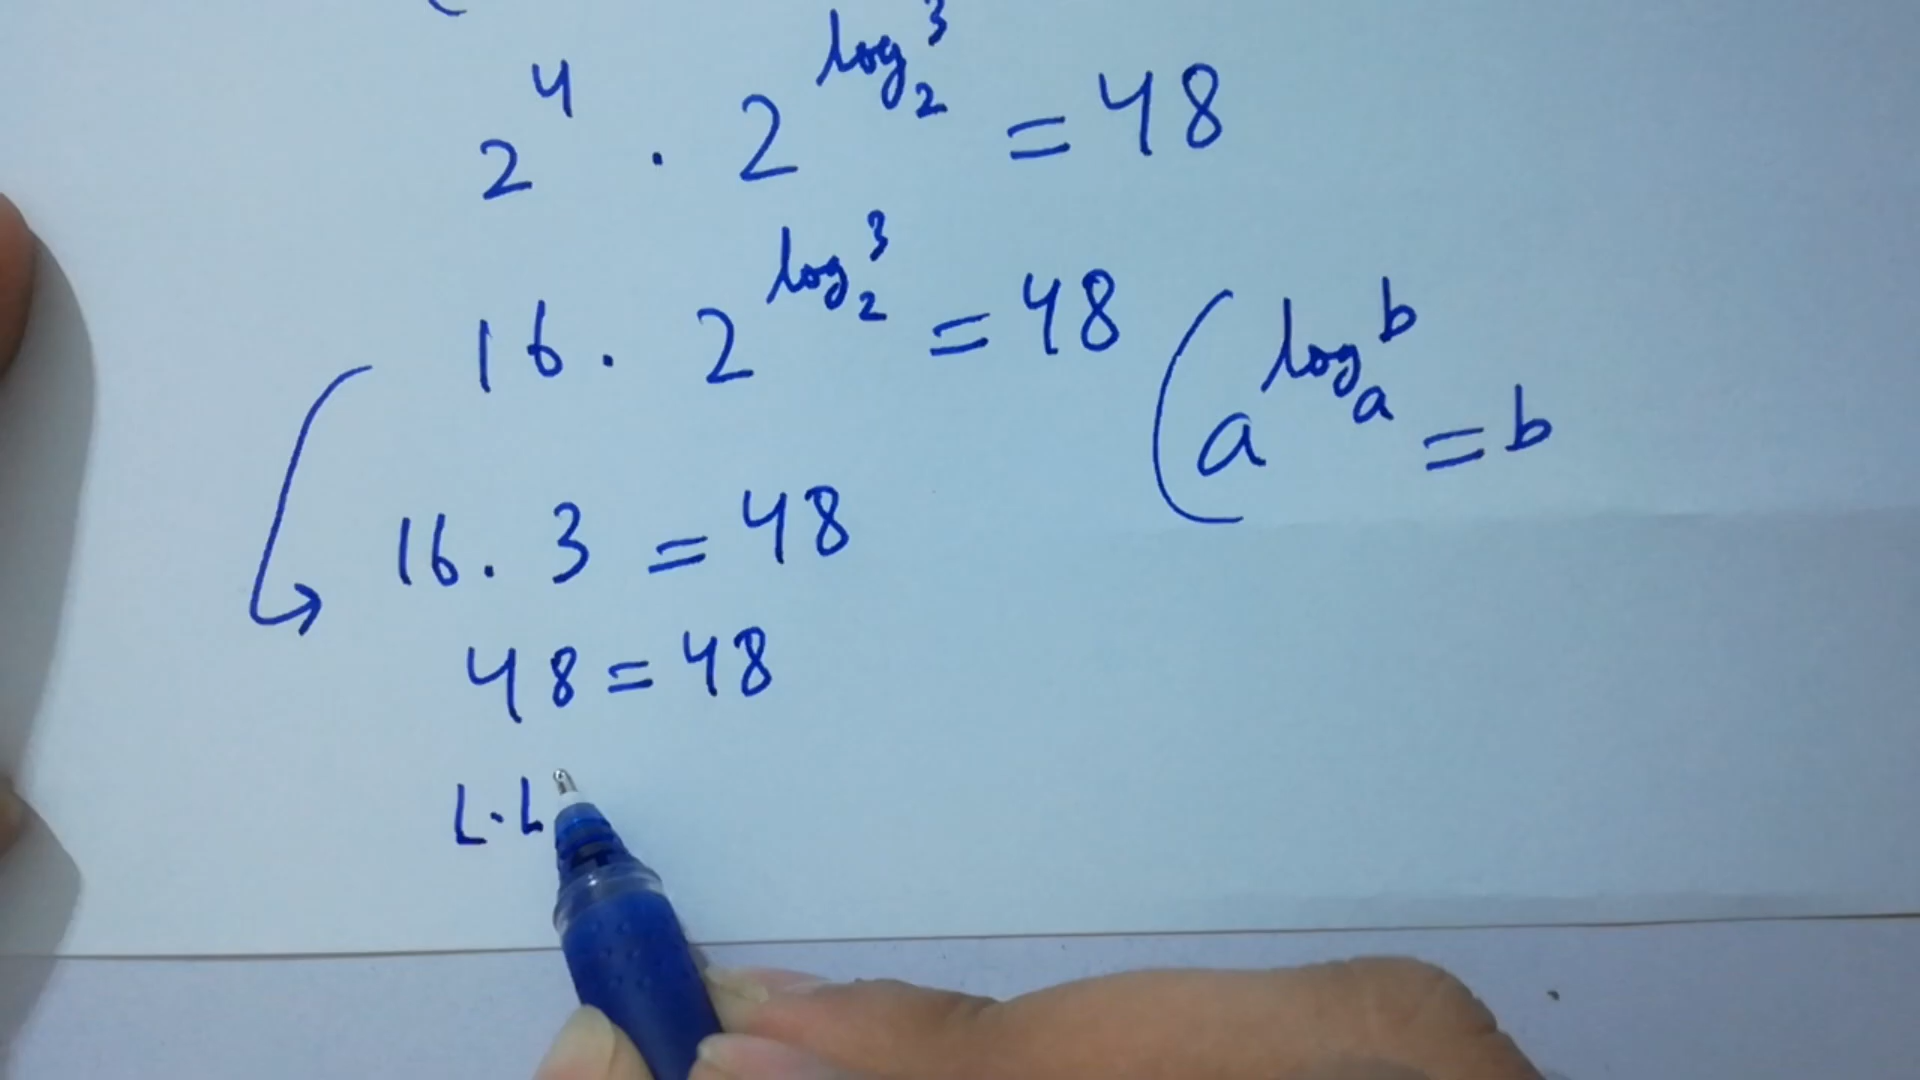 2^4 . 2^log_2 3 = 48
16 . 2^log_2 3 = 48 (a^log_a b = b
16 . 3 = 48
48 = 48
L.L